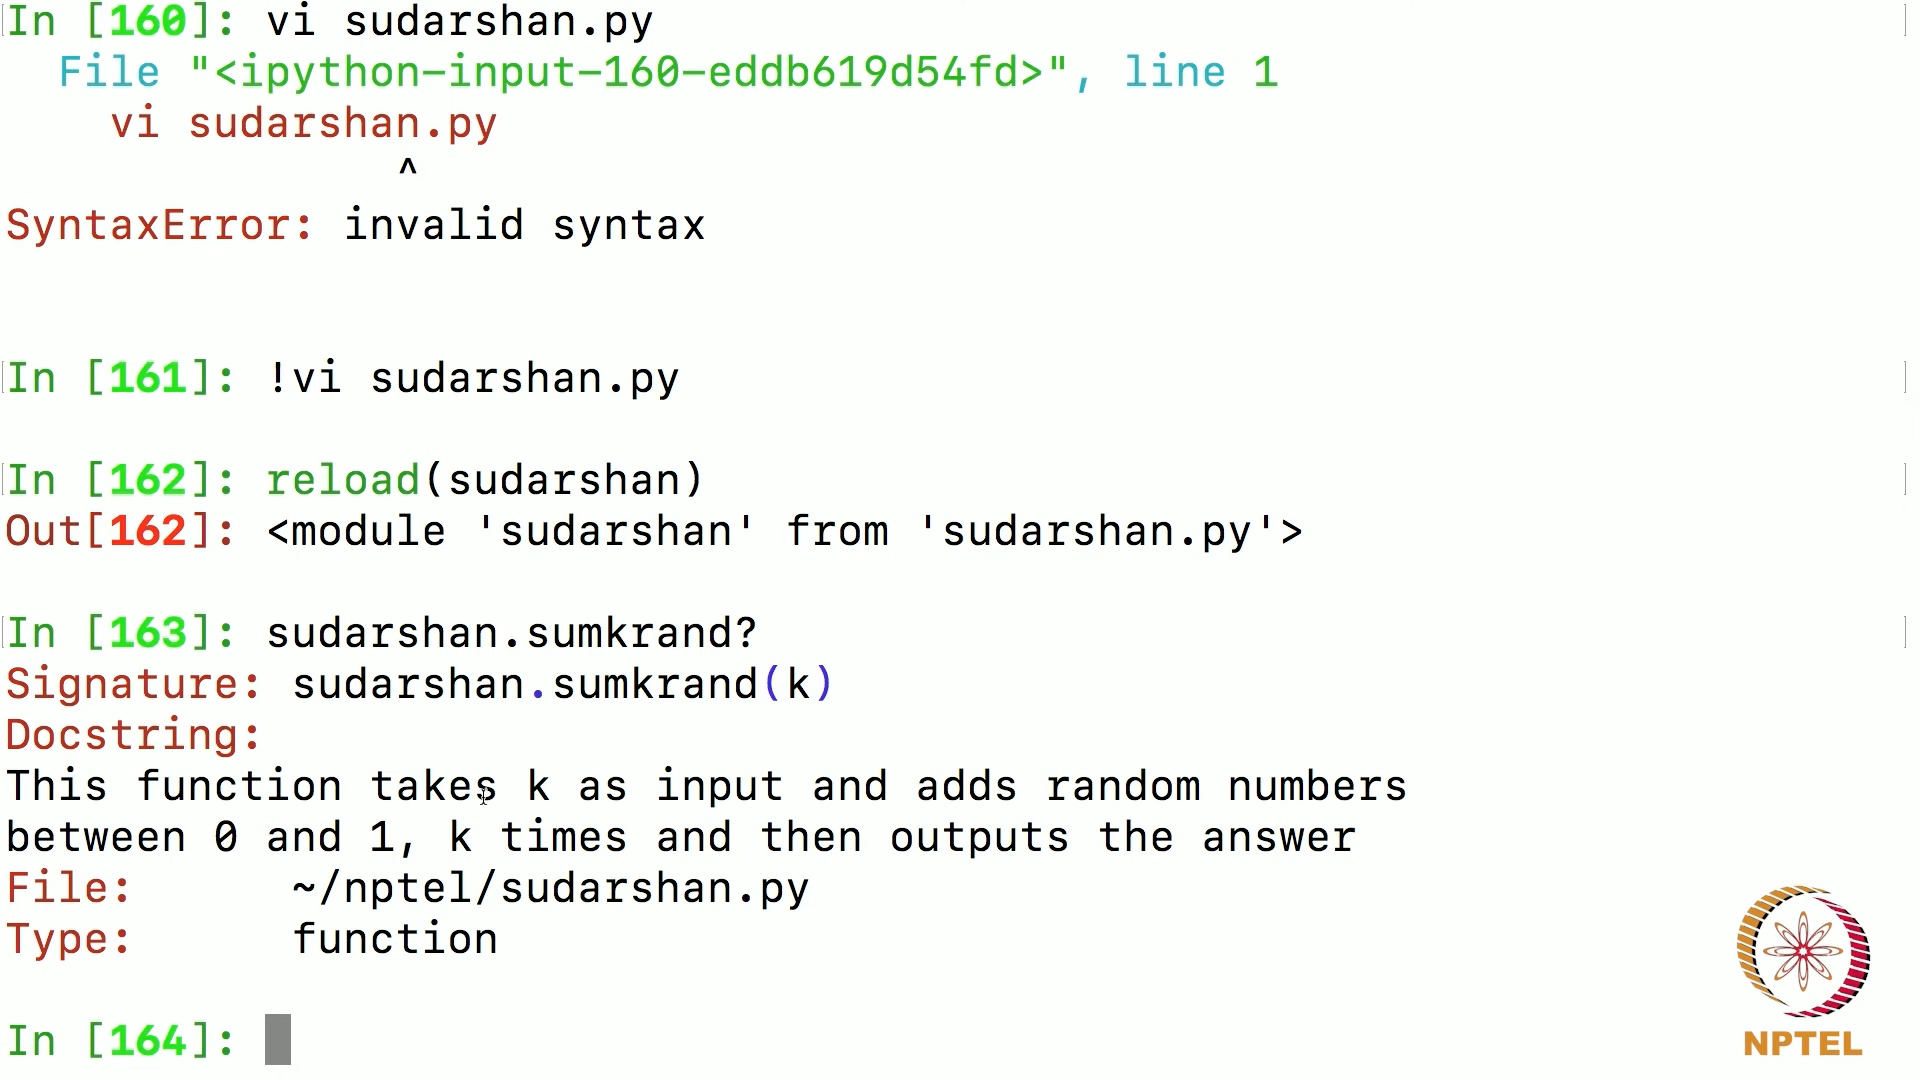 In [160]: vi sudarshan.py
File "<ipython-input-160-eddb619d54fd>", line 1
vi sudarshan.py
^
SyntaxError: invalid syntax
In [161]: !vi sudarshan.py
In [162]: reload(sudarshan)
Out[162]: <module 'sudarshan' from 'sudarshan.py'>
In [163]: sudarshan.sumkrand?
Signature: sudarshan.sumkrand(k)
Docstring:
This function takes k as input and adds random numbers
between 0 and 1, k times and then outputs the answer
File: ~/nptel/sudarshan.py
Type: function
In [164]:
NPTEL